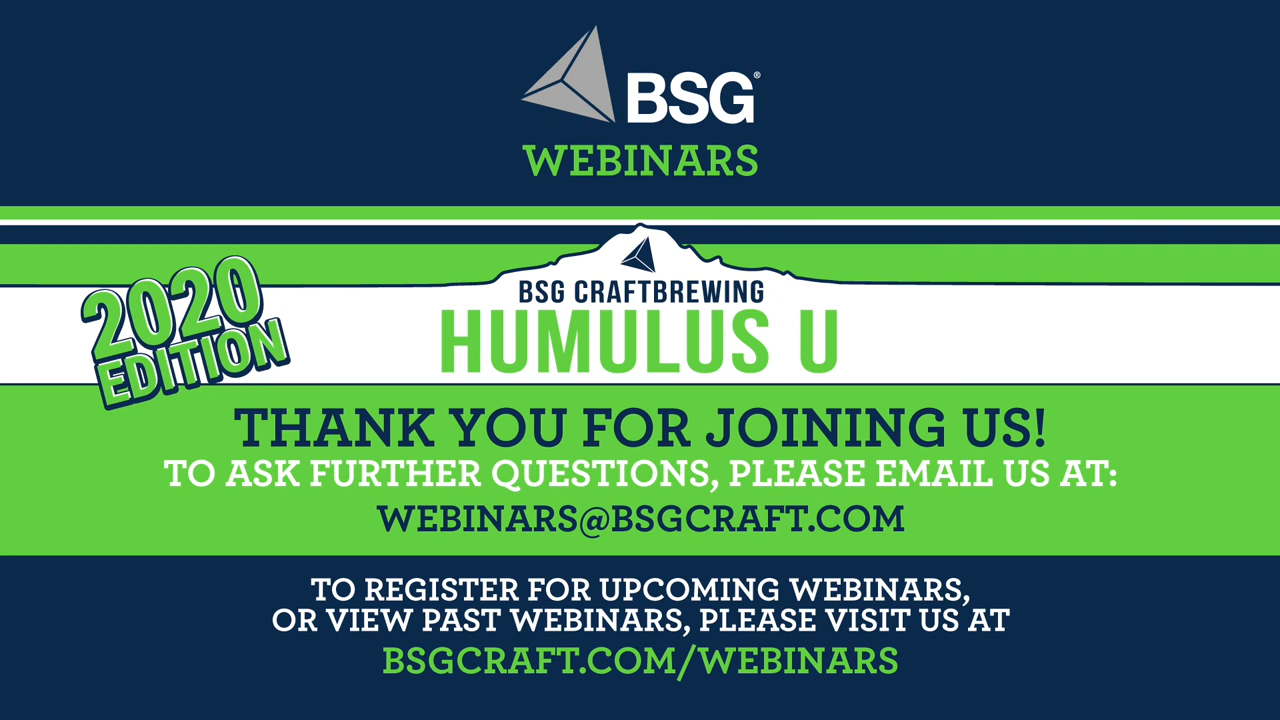 BSG®
WEBINARS
2020
EDITION
BSG CRAFTBREWING
HUMULUS U
THANK YOU FOR JOINING US!
TO ASK FURTHER QUESTIONS, PLEASE EMAIL US AT:
WEBINARS@BSGCRAFT.COM
TO REGISTER FOR UPCOMING WEBINARS,
OR VIEW PAST WEBINARS, PLEASE VISIT US AT
BSGCRAFT.COM/WEBINARS